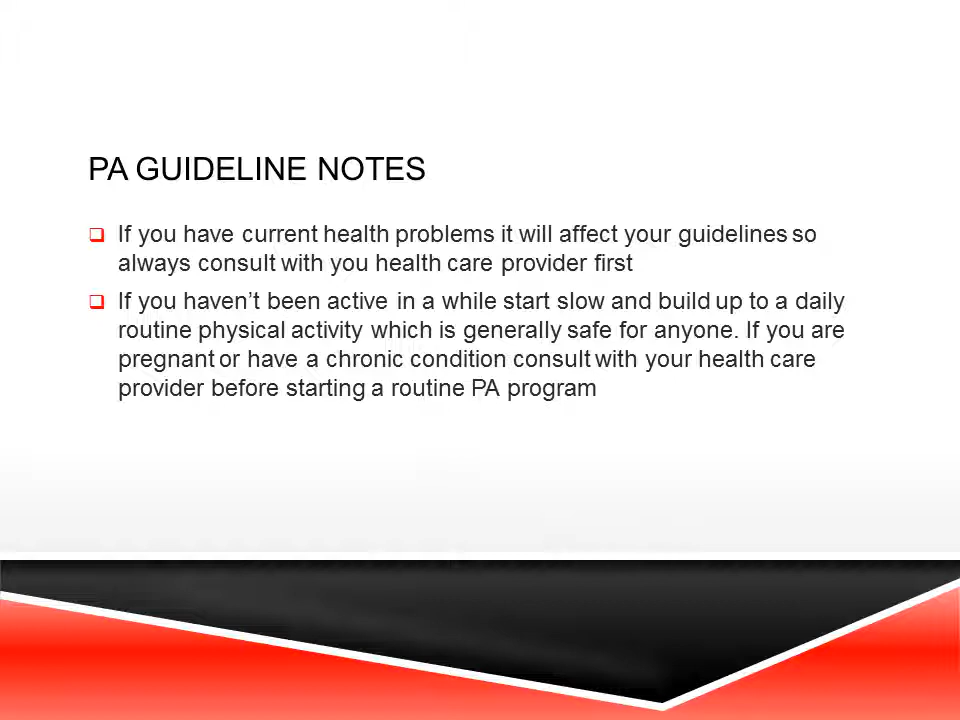 PA GUIDELINE NOTES
If you have current health problems it will affect your guidelines so
always consult with you health care provider first
If you haven’t been active in a while start slow and build up to a daily
routine physical activity which is generally safe for anyone. If you are
pregnant or have a chronic condition consult with your health care
provider before starting a routine PA program